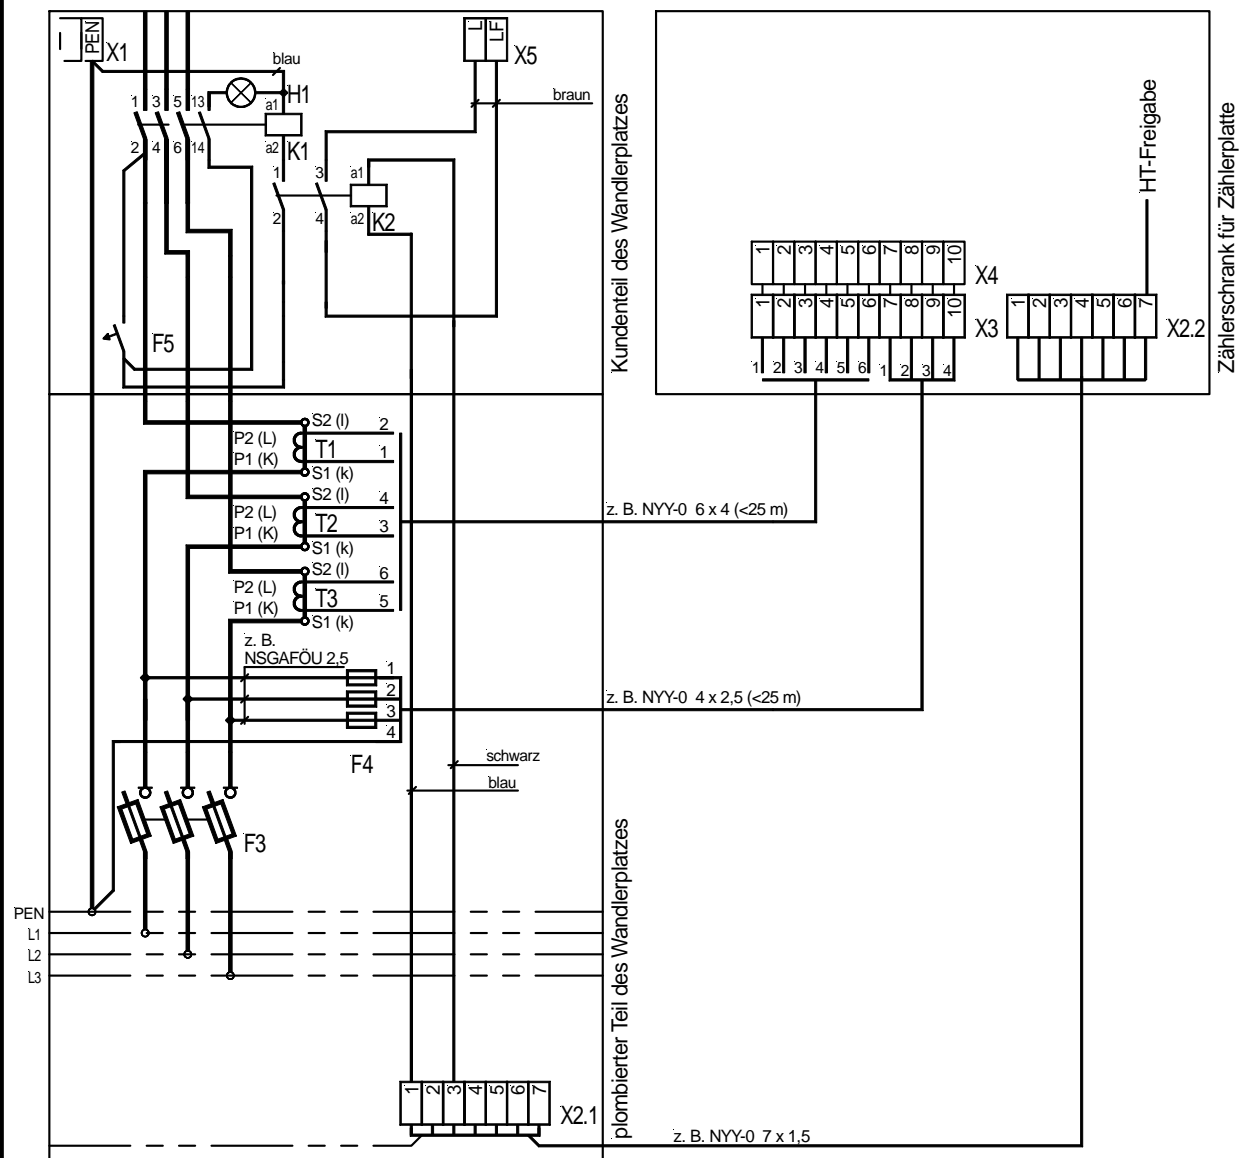 PEN
X1
blau
H1
1 3 5 13
a1
2 4 6 14
a2
K1
L
LF
X5
braun
1
3
a1
2
4
a2
K2
F5
Kundenteil des Wandlerplatzes
HT-Freigabe
Zählerschrank für Zählerplatte
1 2 3 4 5 6 7 8 9 10
X4
1 2 3 4 5 6 7 8 9 10
X3
1 2 3 4 5 6 1 2 3 4
1 2 3 4 5 6 7
X2.2
S2 (l)
2
P2 (L)
T1
P1 (K)
1
S1 (k)
S2 (l)
4
P2 (L)
T2
P1 (K)
3
S1 (k)
z. B. NYY-0 6 x 4 (<25 m)
S2 (l)
6
P2 (L)
T3
P1 (K)
5
S1 (k)
z. B.
NSGAFÖU 2,5
1
2
3
4
z. B. NYY-0 4 x 2,5 (<25 m)
F4
schwarz
blau
F3
PEN
L1
L2
L3
plombierter Teil des Wandlerplatzes
1 2 3 4 5 6 7
X2.1
z. B. NYY-0 7 x 1,5